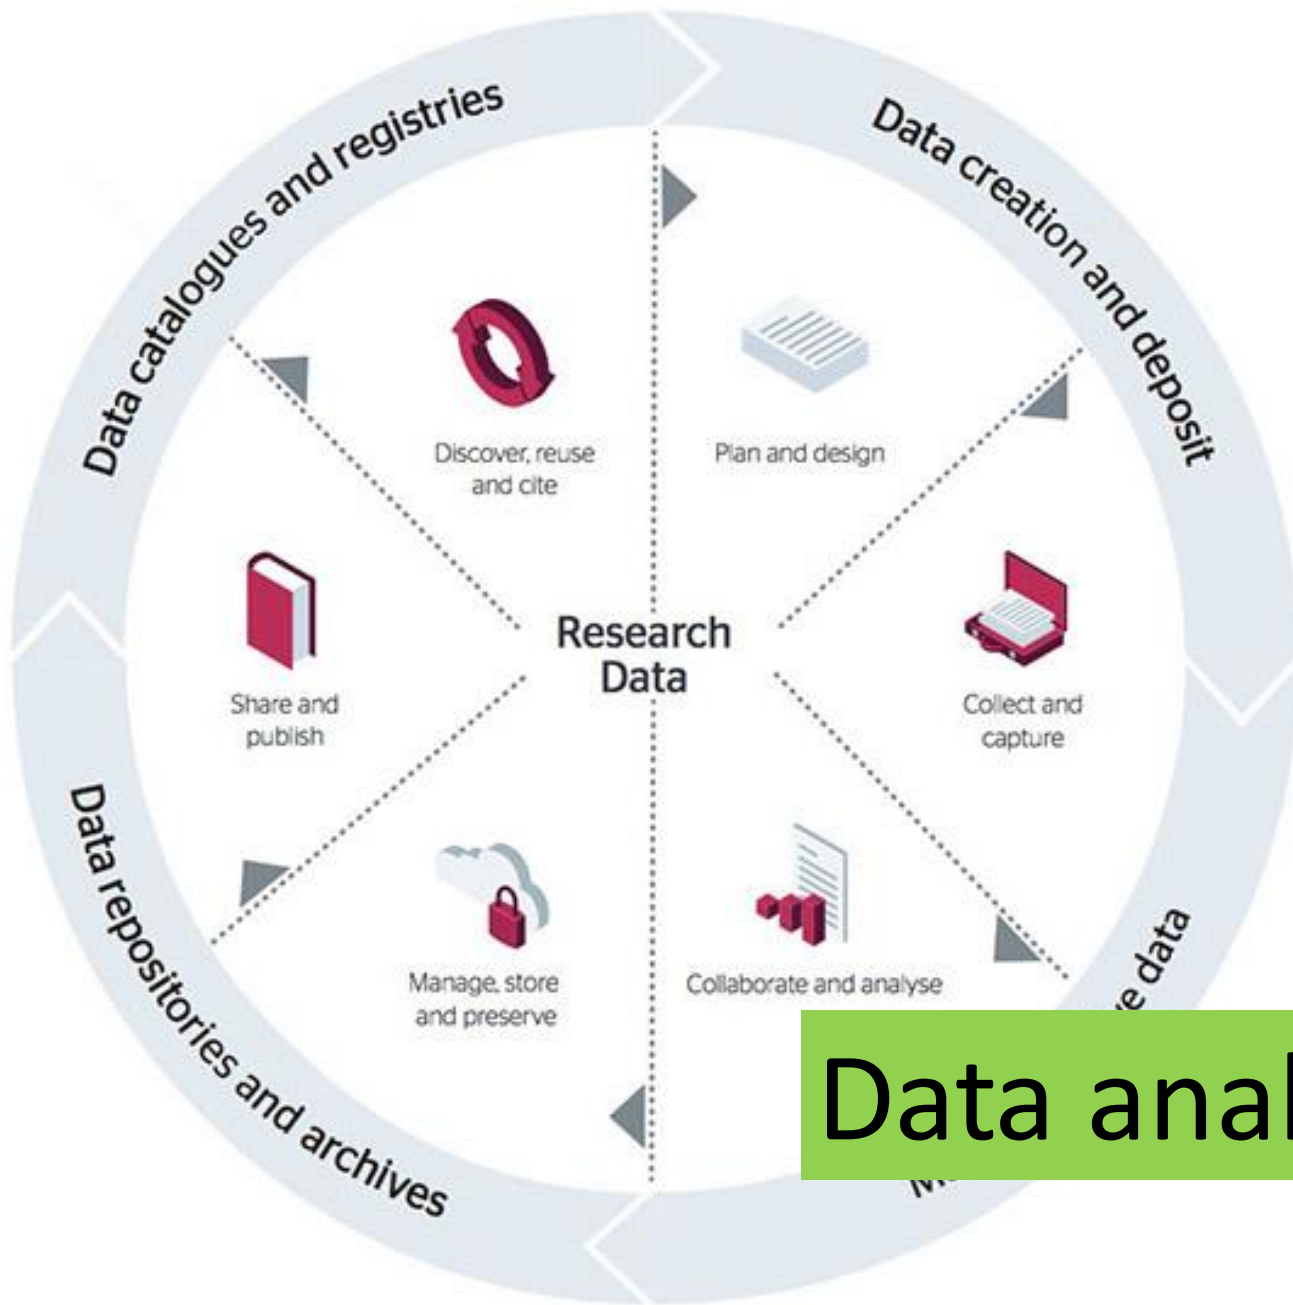 Data catalogues and registries
Data creation and deposit
Discover, reuse
and cite
Plan and design
Research
Data
Share and
publish
Collect and
capture
Manage, store
and preserve
Collaborate and analyse
Data repositories and archives
data
Data